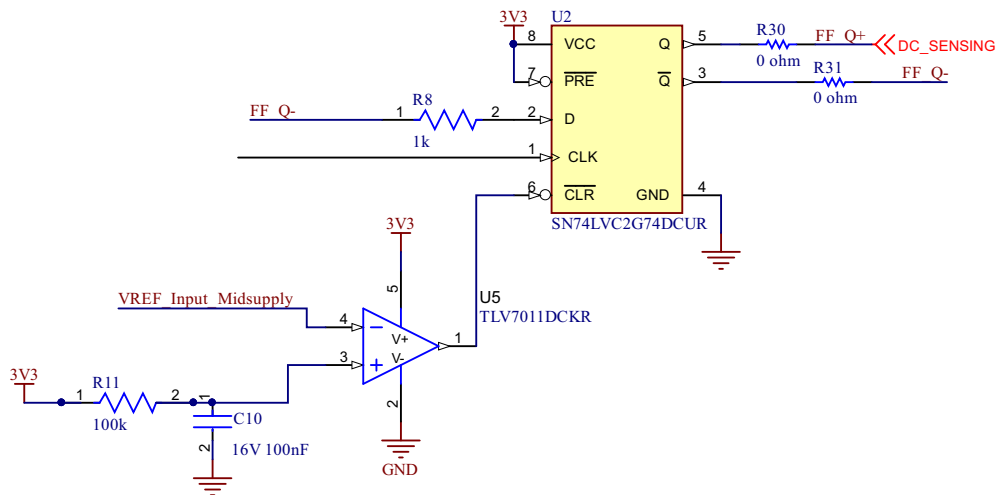 3V3
U2
8
VCC
Q
5
R30
FF_Q+
DC_SENSING
0 ohm
7
PRE
Q
3
R31
FF_Q-
0 ohm
FF_Q-
1
R8
2
2
D
1k
1
CLK
6
CLR
GND
4
SN74LVC2G74DCUR
3V3
VREF_Input_Midsupply
5
U5
TLV7011DCKR
4
V+
1
3
V-
3V3
1
R11
2
1
2
100k
C10
2
16V 100nF
GND